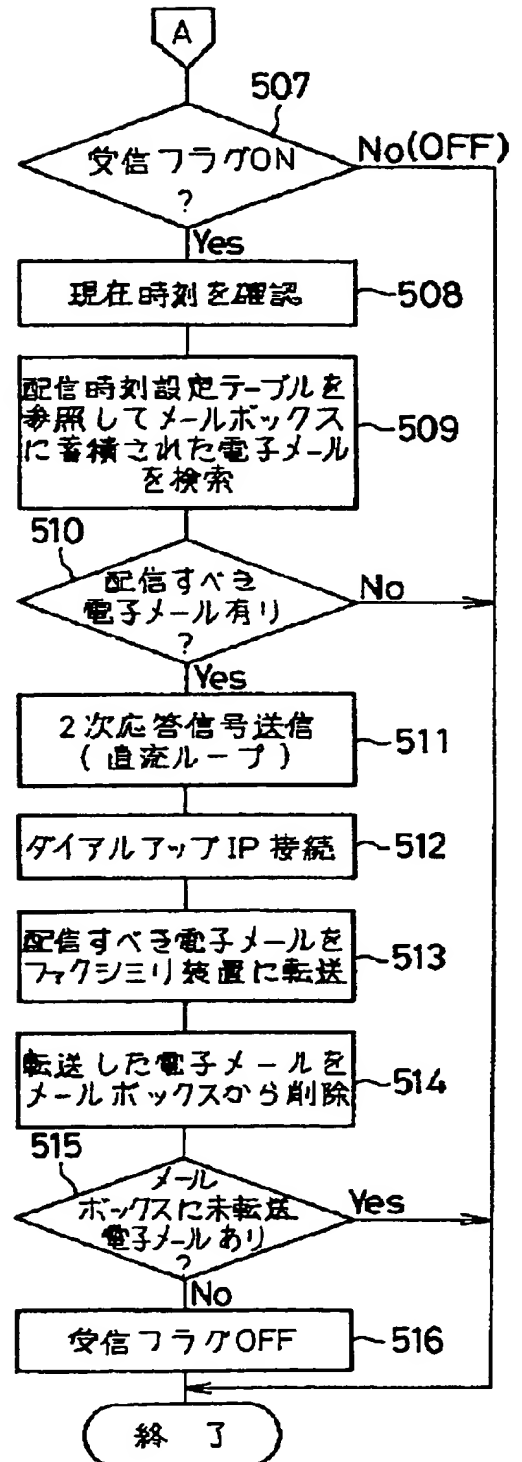 A
507
受信フラグON
?
No(OFF)
Yes
現在時刻を確認
508
配信時刻設定テーブルを
参照してメールボックス
に蓄積された電子メール
を検索
509
510
配信すべき
電子メール有り
?
No
Yes
2次応答信号送信
(直流ループ)
511
ダイアルアップIP接続
512
配信すべき電子メールを
ファクシミリ装置に転送
513
転送した電子メールを
メールボックスから削除
514
515
メール
ボックスに未転送
電子メールあり
?
Yes
No
受信フラグOFF
516
終 了